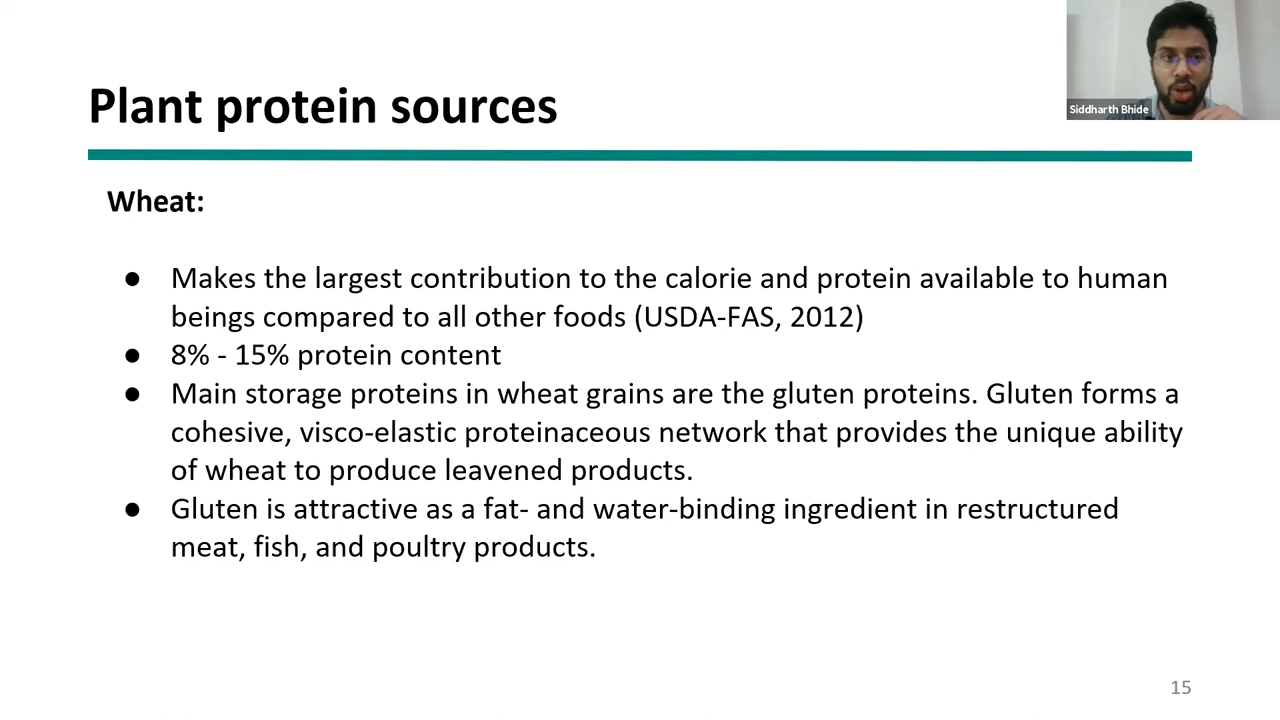 Plant protein sources
Siddharth Bhide
Wheat:
● Makes the largest contribution to the calorie and protein available to human
beings compared to all other foods (USDA-FAS, 2012)
● 8% - 15% protein content
● Main storage proteins in wheat grains are the gluten proteins. Gluten forms a
cohesive, visco-elastic proteinaceous network that provides the unique ability
of wheat to produce leavened products.
● Gluten is attractive as a fat- and water-binding ingredient in restructured
meat, fish, and poultry products.
15